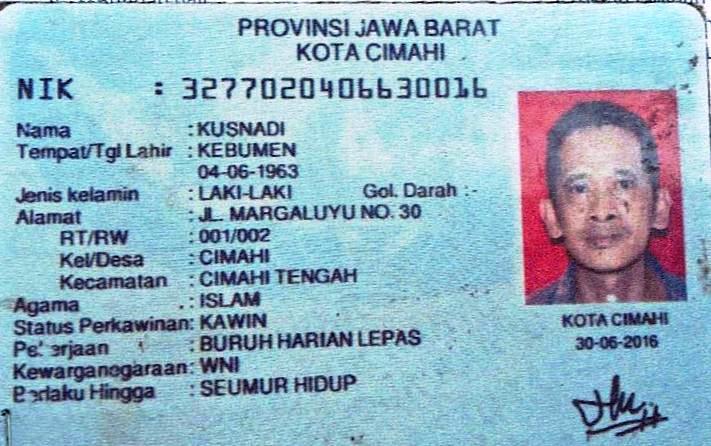 PROVINSI JAWA BARAT
KOTA CIMAHI
NIK : 3277020406630016
Nama : KUSNADI
Tempat/Tgl Lahir : KEBUMEN
04-06-1963
Jenis kelamin : LAKI-LAKI Gol. Darah :-
Alamat : JL. MARGALUYU NO. 30
RT/RW : 001/002
Kel/Desa : CIMAHI
Kecamatan : CIMAHI TENGAH
Agama : ISLAM
Status Perkawinan: KAWIN
Pekerjaan : BURUH HARIAN LEPAS
Kewarganegaraan: WNI
Berlaku Hingga : SEUMUR HIDUP
KOTA CIMAHI
30-06-2016